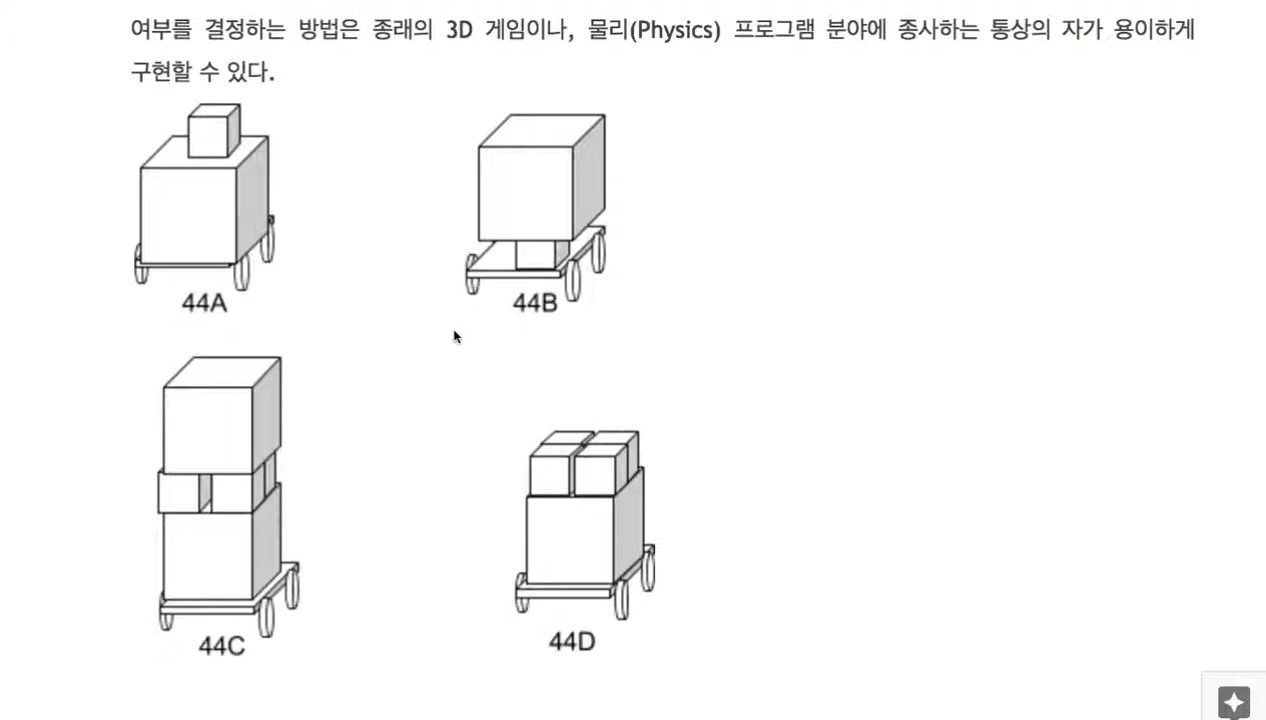 여부를 결정하는 방법은 종래의 3D 게임이나, 물리(Physics) 프로그램 분야에 종사하는 통상의 자가 용이하게
구현할 수 있다.
44A
44B
44C
44D